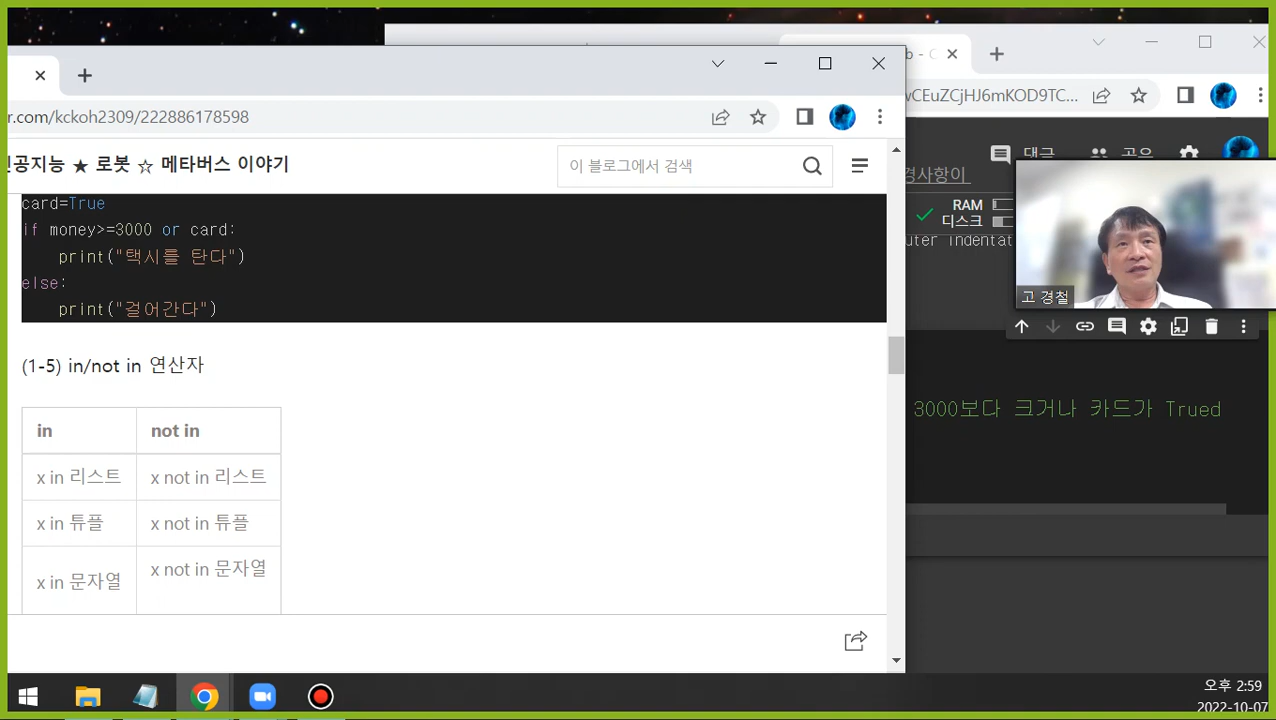 b - C
r.com/kckoh2309/222886178598
wCEuZCjHJ6mKOD9TC...
인공지능 ★ 로봇 ☆ 메타버스 이야기
이 블로그에서 검색
댓글
공유
경사항이
RAM
디스크
outer indentat
card=True
if money>=3000 or card:
print("택시를 탄다")
else:
print("걸어간다")
고 경철
(1-5) in/not in 연산자
3000보다 크거나 카드가 Trued
in
not in
x in 리스트
x not in 리스트
x in 튜플
x not in 튜플
x in 문자열
x not in 문자열
오후 2:59
2022-10-07